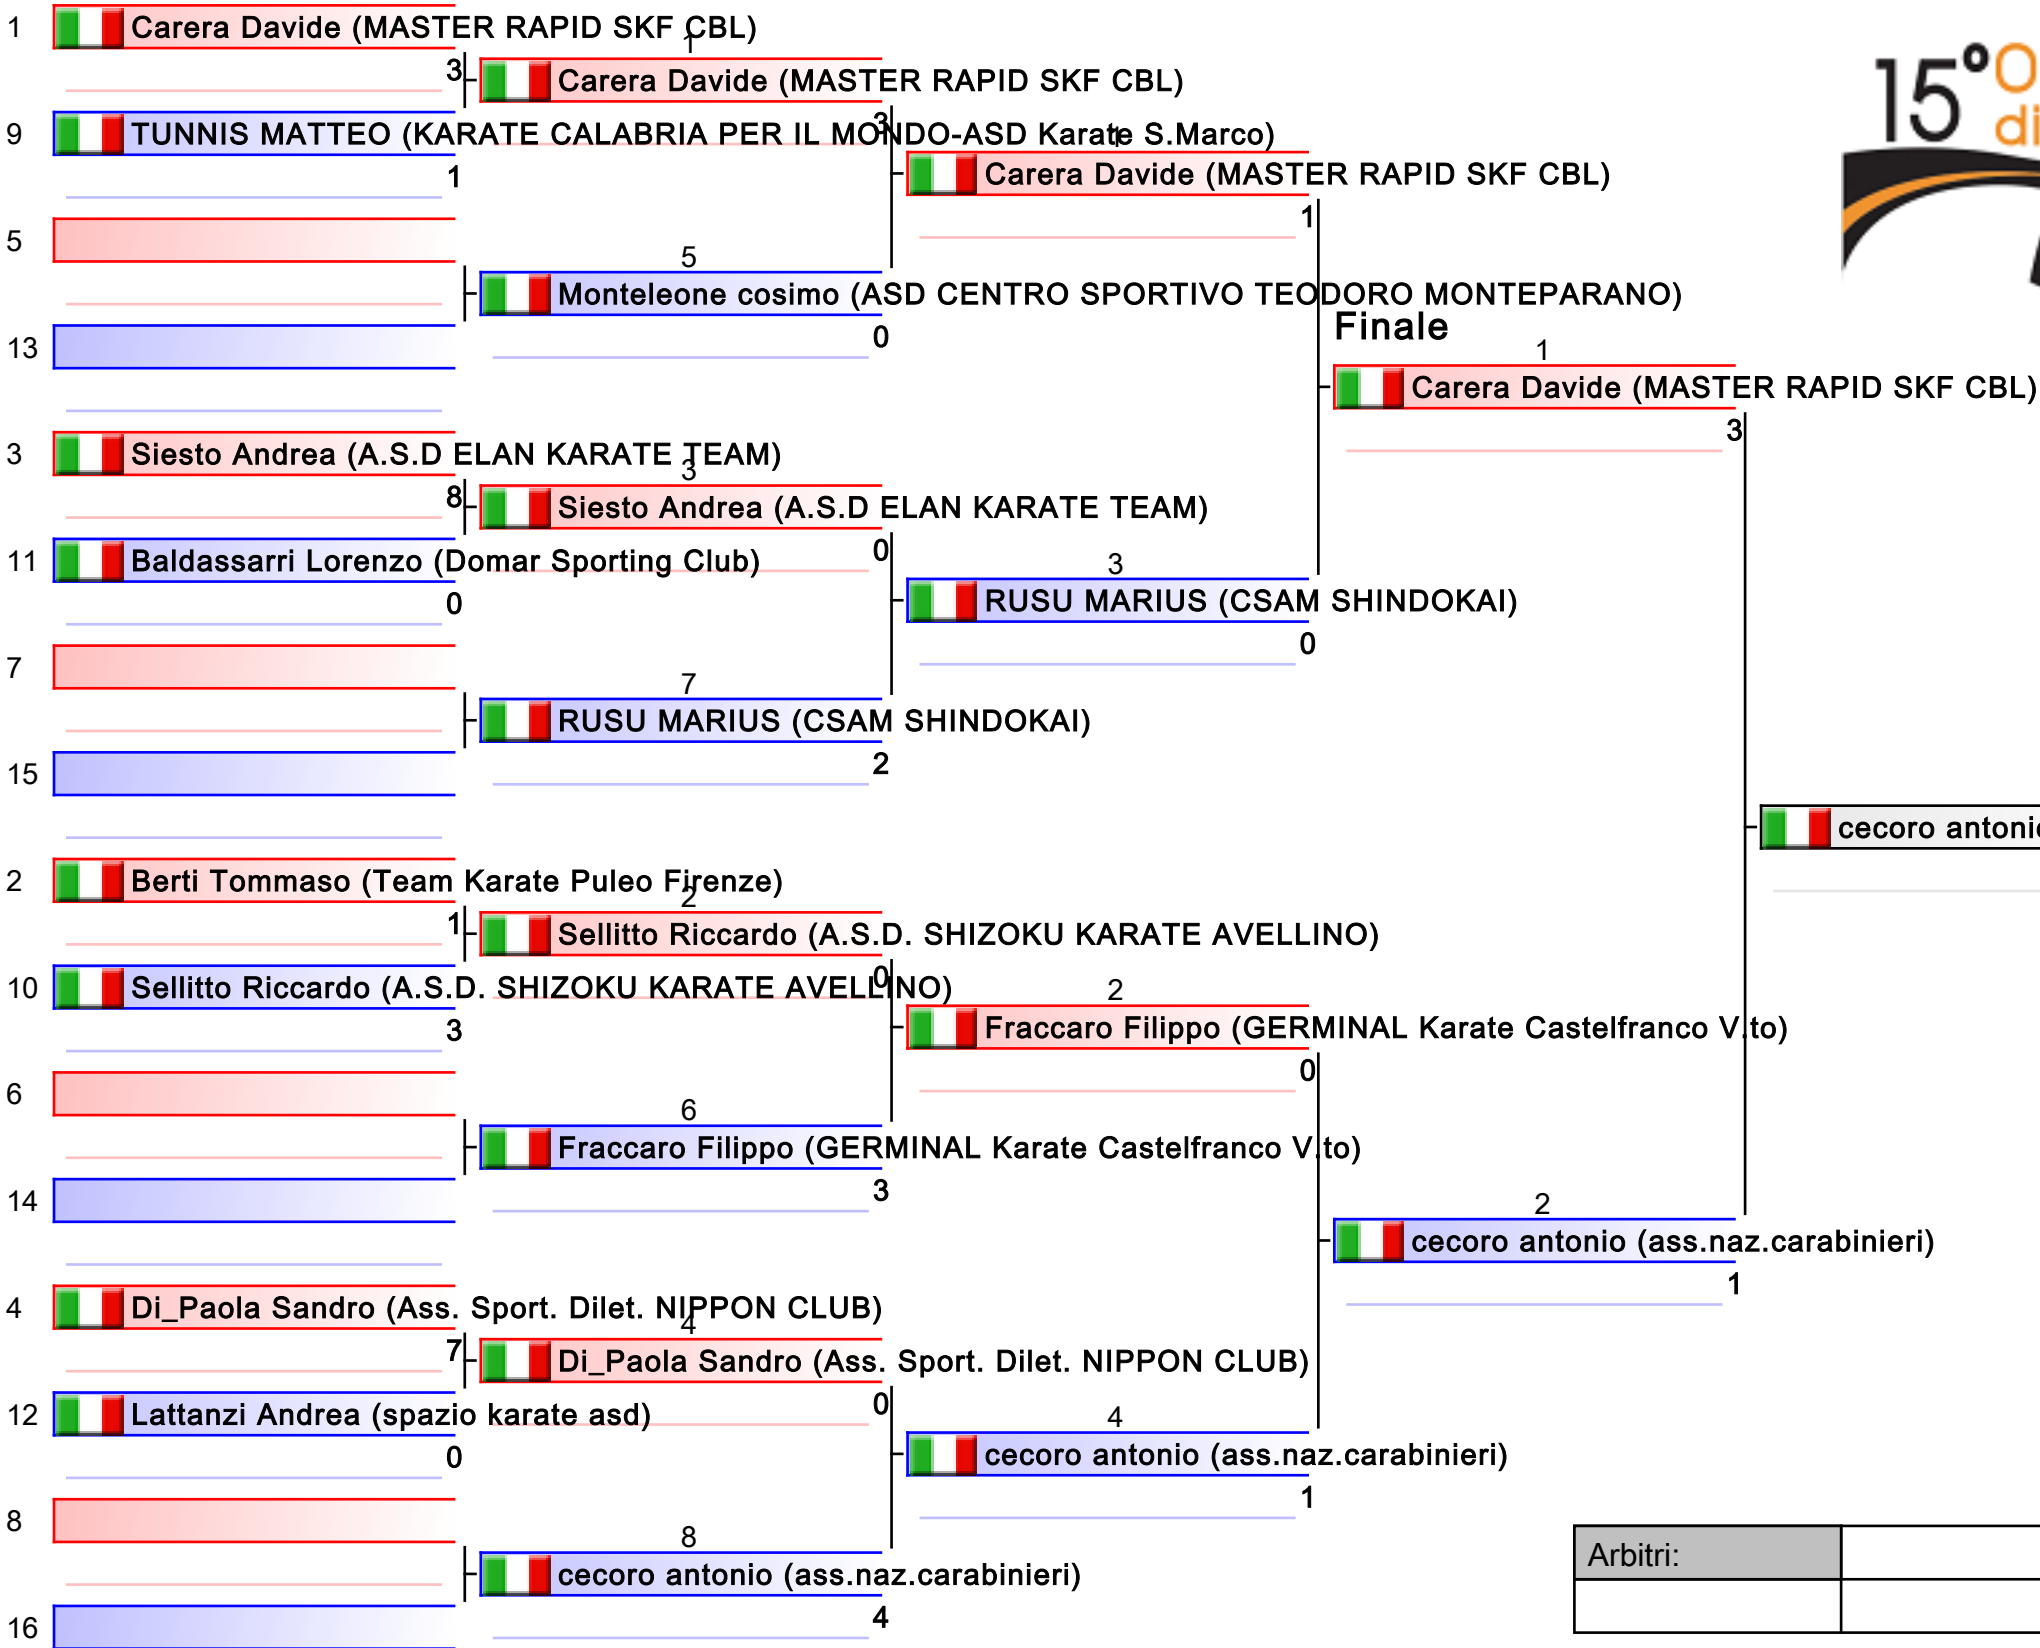 1 Carera Davide (MASTER RAPID SKF CBL)
3
9 TUNNIS MATTEO (KARATE CALABRIA PER IL MONDO-ASD Karate S.Marco)
1
5
13
3 Siesto Andrea (A.S.D ELAN KARATE TEAM)
8
11 Baldassarri Lorenzo (Domar Sporting Club)
0
7
15
2 Berti Tommaso (Team Karate Puleo Firenze)
1
10 Sellitto Riccardo (A.S.D. SHIZOKU KARATE AVELLINO)
3
6
14
4 Di_Paola Sandro (Ass. Sport. Dilet. NIPPON CLUB)
7
12 Lattanzi Andrea (spazio karate asd)
0
8
16
1
Carera Davide (MASTER RAPID SKF CBL)
3
5
Monteleone cosimo (ASD CENTRO SPORTIVO TEODORO MONTEPARANO)
0
3
Siesto Andrea (A.S.D ELAN KARATE TEAM)
0
7
RUSU MARIUS (CSAM SHINDOKAI)
2
2
Sellitto Riccardo (A.S.D. SHIZOKU KARATE AVELLINO)
0
6
Fraccaro Filippo (GERMINAL Karate Castelfranco V.to)
3
4
Di_Paola Sandro (Ass. Sport. Dilet. NIPPON CLUB)
0
8
cecoro antonio (ass.naz.carabinieri)
4
1
Carera Davide (MASTER RAPID SKF CBL)
1
3
RUSU MARIUS (CSAM SHINDOKAI)
0
2
Fraccaro Filippo (GERMINAL Karate Castelfranco V.to)
0
4
cecoro antonio (ass.naz.carabinieri)
1
Finale
1
Carera Davide (MASTER RAPID SKF CBL)
3
2
cecoro antonio (ass.naz.carabinieri)
1
cecoro antoni
15° O
di
Arbitri: